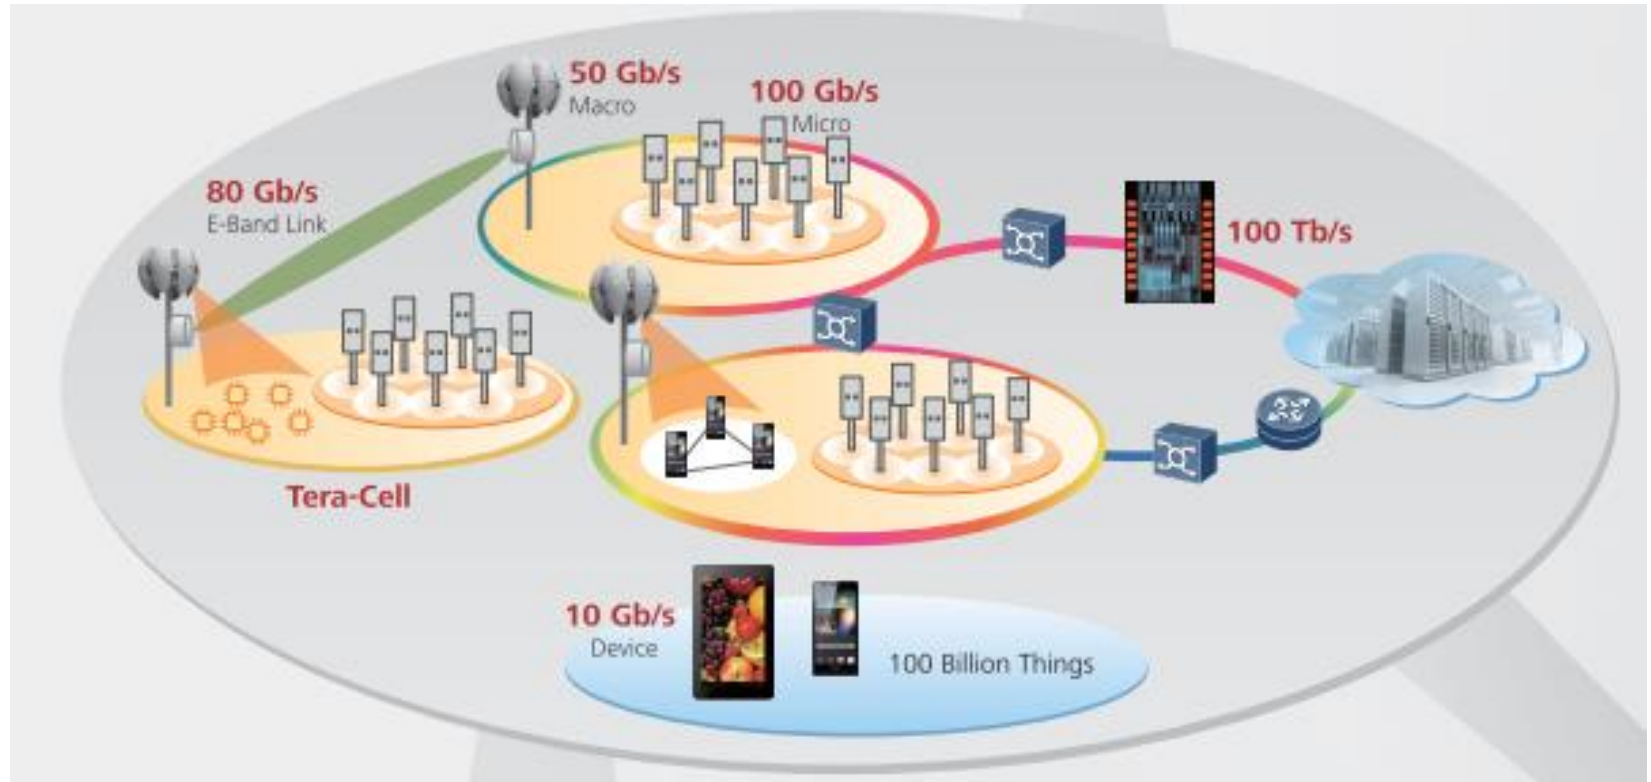 50 Gb/s
Macro
100 Gb/s
Micro
80 Gb/s
E-Band Link
100 Tb/s
Tera-Cell
10 Gb/s
Device
100 Billion Things